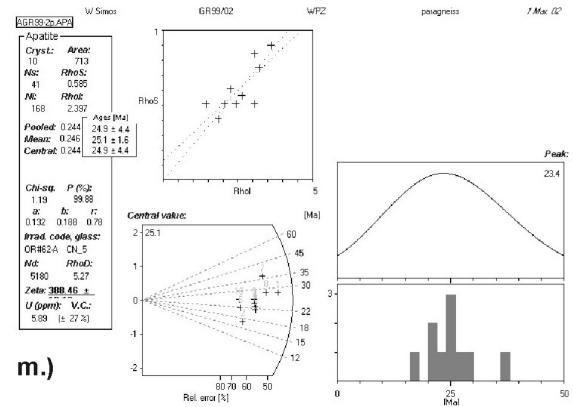 W Simos GR99/02 WPZ paragneiss 1 Mar. 02
AGR99-2p.APA
Apatite
Cryst.: Area:
10 713
Ns: RhoS:
41 0.585
Ni: RhoI:
168 2.397
Ages [Ma]
Pooled: 0.244 24.9 ± 4.4
Mean: 0.246 25.1 ± 1.6
Central: 0.244 24.9 ± 4.4
Chi-sq. P (%):
1.19 99.88
a: b: r:
0.132 0.188 0.78
Irrad. code, glass:
OR#62-A CN_5
Nd: RhoD:
5180 5.27
Zeta: 388.46 ±
U (ppm): V.C.:
5.89 (± 27 %)
m.)
1
RhoS
RhoI 5
Central value: [Ma]
2 25.1
1
0
-1
-2
60
45
35
30
22
18
15
12
80 70 60 50 45
Rel. error [%]
Peak:
23.4
3
0 25 50
[Ma]